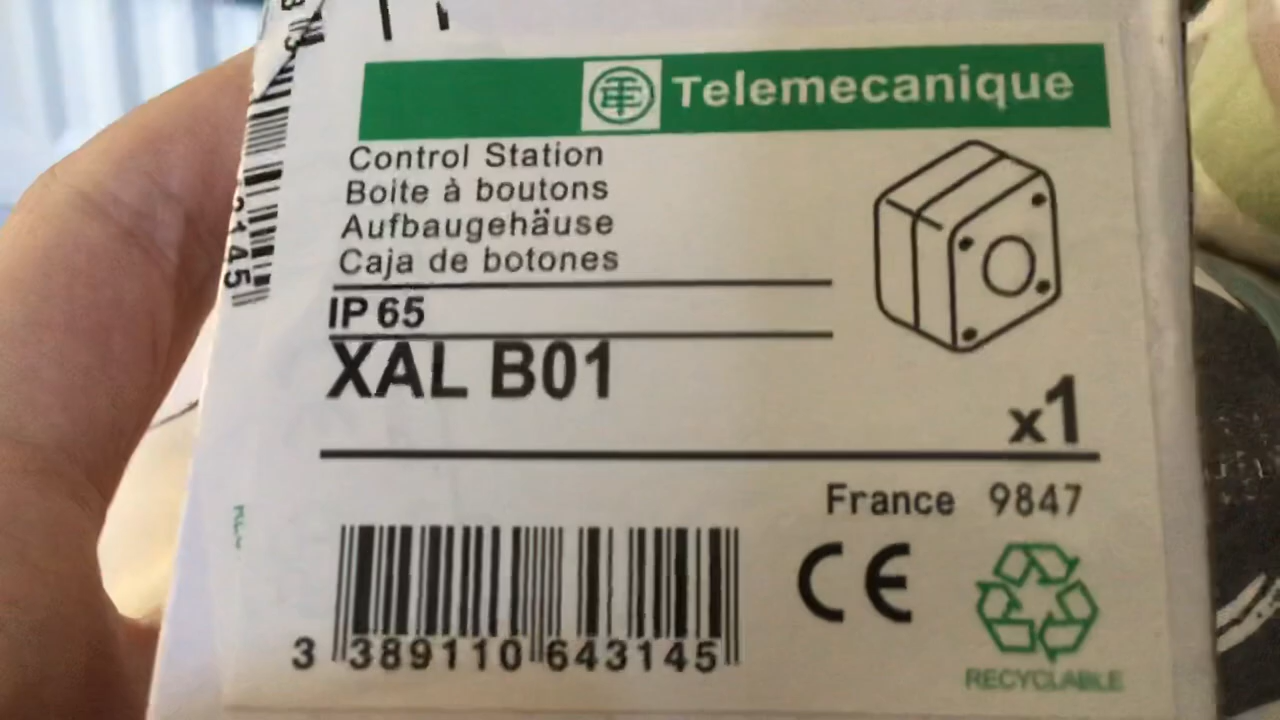 Telemecanique
Control Station
Boite à boutons
Aufbaugehäuse
Caja de botones
IP 65
XAL B01
x1
France 9847
CE
3 389110 643145
RECYCLABLE